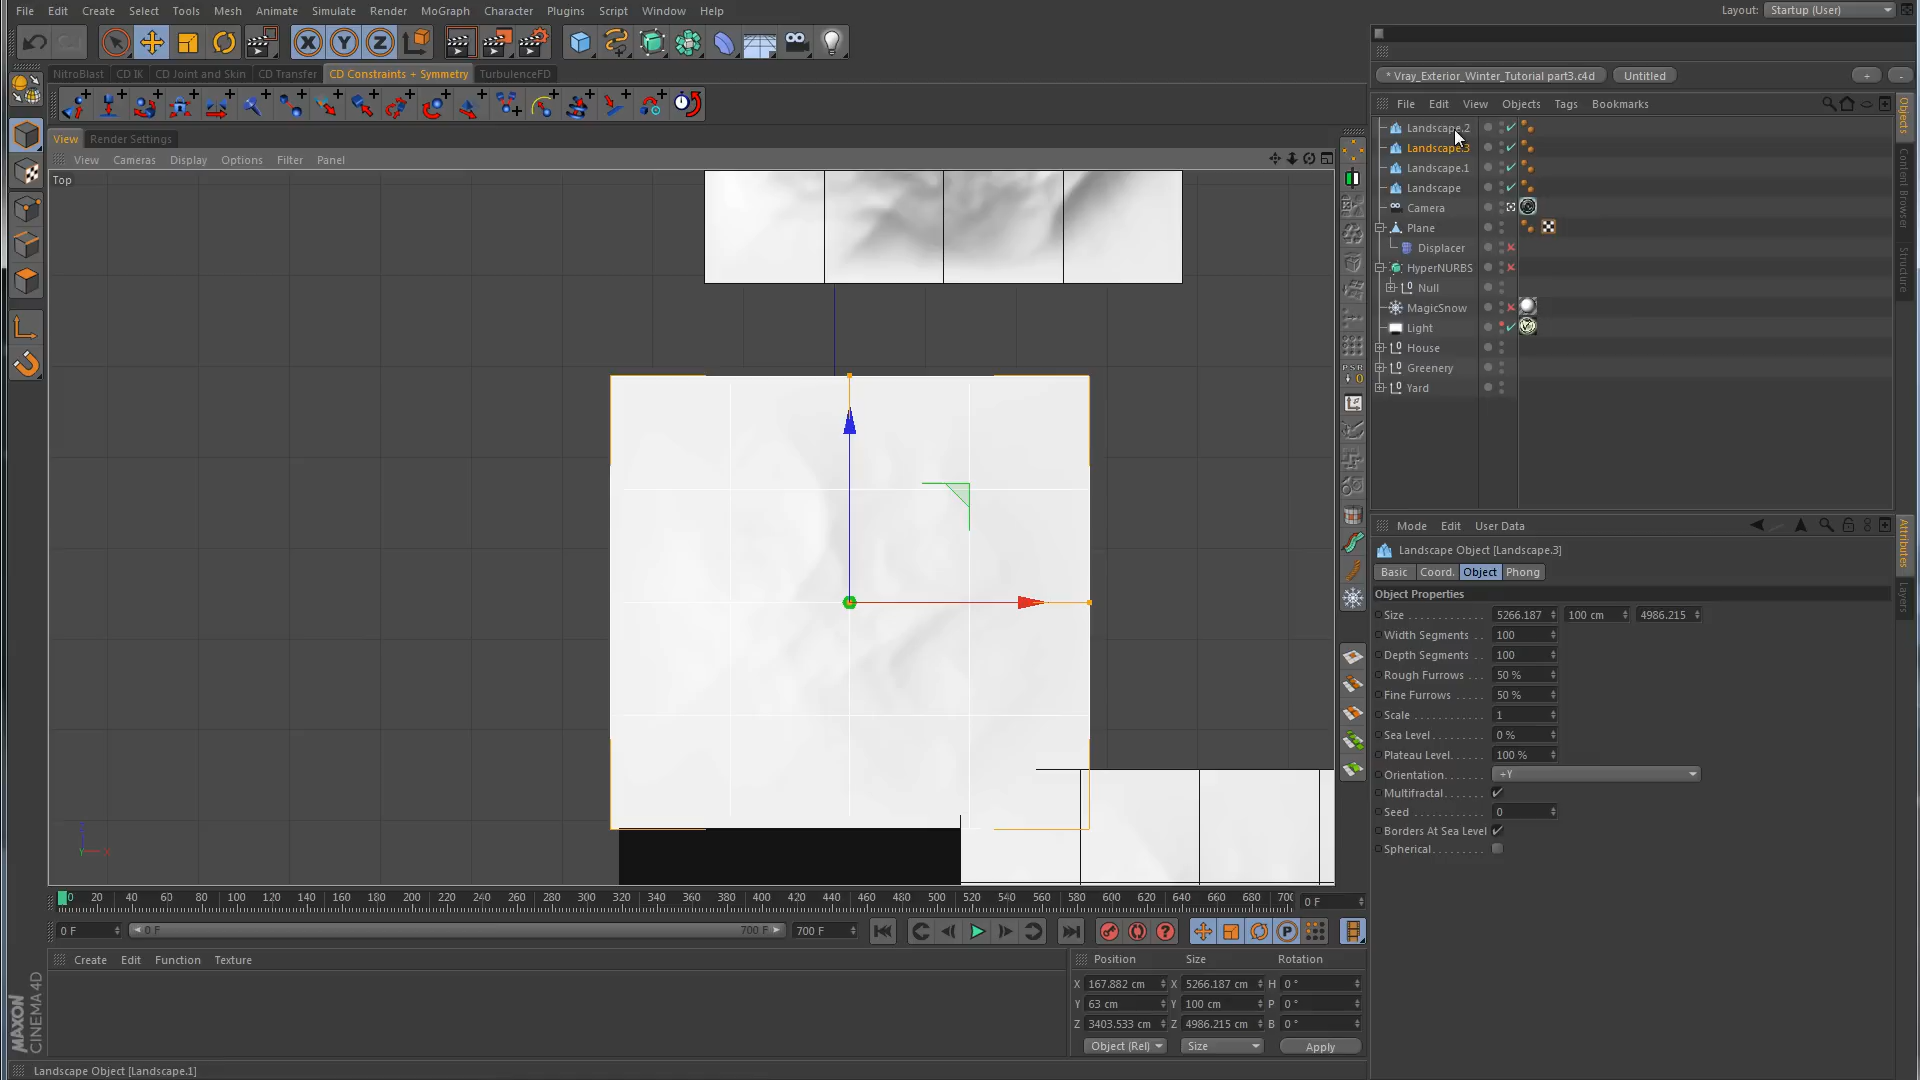 File Edit Create Select Tools Mesh Animate Simulate Render MoGraph Character Plugins Script Window Help
Layout: Startup (User)
NitroBlast CD IK CD Joint and Skin CD Transfer CD Constraints + Symmetry TurbulenceFD
* Vray_Exterior_Winter_Tutorial part3.c4d Untitled + -
File Edit View Objects Tags Bookmarks
View Render Settings
View Cameras Display Options Filter Panel
Top
Landscape.2
Landscape.3
Landscape.1
Landscape
Camera
Plane
Displacer
HyperNURBS
Null
MagicSnow
Light
House
Greenery
Yard
Objects
Content Browser
Structure
X Y Z
PSR
Mode Edit User Data
Landscape Object [Landscape.3]
Basic Coord. Object Phong
Object Properties
Size 5266.187 100 cm 4986.215
Width Segments 100
Depth Segments 100
Rough Furrows 50 %
Fine Furrows 50 %
Scale 1
Sea Level 0 %
Plateau Level 100 %
Orientation +Y
Multifractal
Seed 0
Borders At Sea Level
Spherical
Attributes
Layers
0 20 40 60 80 100 120 140 160 180 200 220 240 260 280 300 320 340 360 380 400 420 440 460 480 500 520 540 560 580 600 620 640 660 680 700 0 F
0 F 0 F 700 F 700 F
Create Edit Function Texture
Position Size Rotation
X 167.882 cm X 5266.187 cm H 0 °
Y 63 cm Y 100 cm P 0 °
Z 3403.533 cm Z 4986.215 cm B 0 °
Object (Rel) Size Apply
MAXON
CINEMA 4D
Landscape Object [Landscape.1]